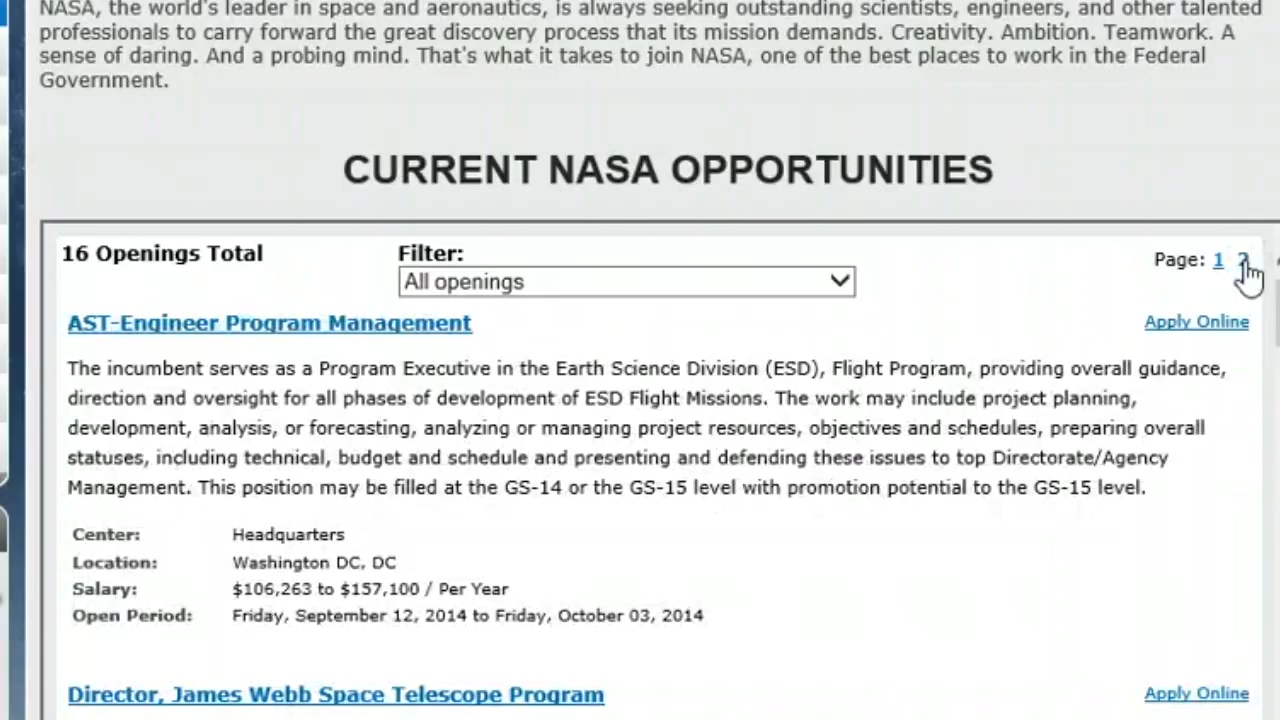 NASA, the world's leader in space and aeronautics, is always seeking outstanding scientists, engineers, and other talented
professionals to carry forward the great discovery process that its mission demands. Creativity. Ambition. Teamwork. A
sense of daring. And a probing mind. That's what it takes to join NASA, one of the best places to work in the Federal
Government.
CURRENT NASA OPPORTUNITIES
16 Openings Total
Filter:
All openings
Page: 1 2
AST-Engineer Program Management
Apply Online
The incumbent serves as a Program Executive in the Earth Science Division (ESD), Flight Program, providing overall guidance,
direction and oversight for all phases of development of ESD Flight Missions. The work may include project planning,
development, analysis, or forecasting, analyzing or managing project resources, objectives and schedules, preparing overall
statuses, including technical, budget and schedule and presenting and defending these issues to top Directorate/Agency
Management. This position may be filled at the GS-14 or the GS-15 level with promotion potential to the GS-15 level.
Center: Headquarters
Location: Washington DC, DC
Salary: $106,263 to $157,100 / Per Year
Open Period: Friday, September 12, 2014 to Friday, October 03, 2014
Director, James Webb Space Telescope Program
Apply Online